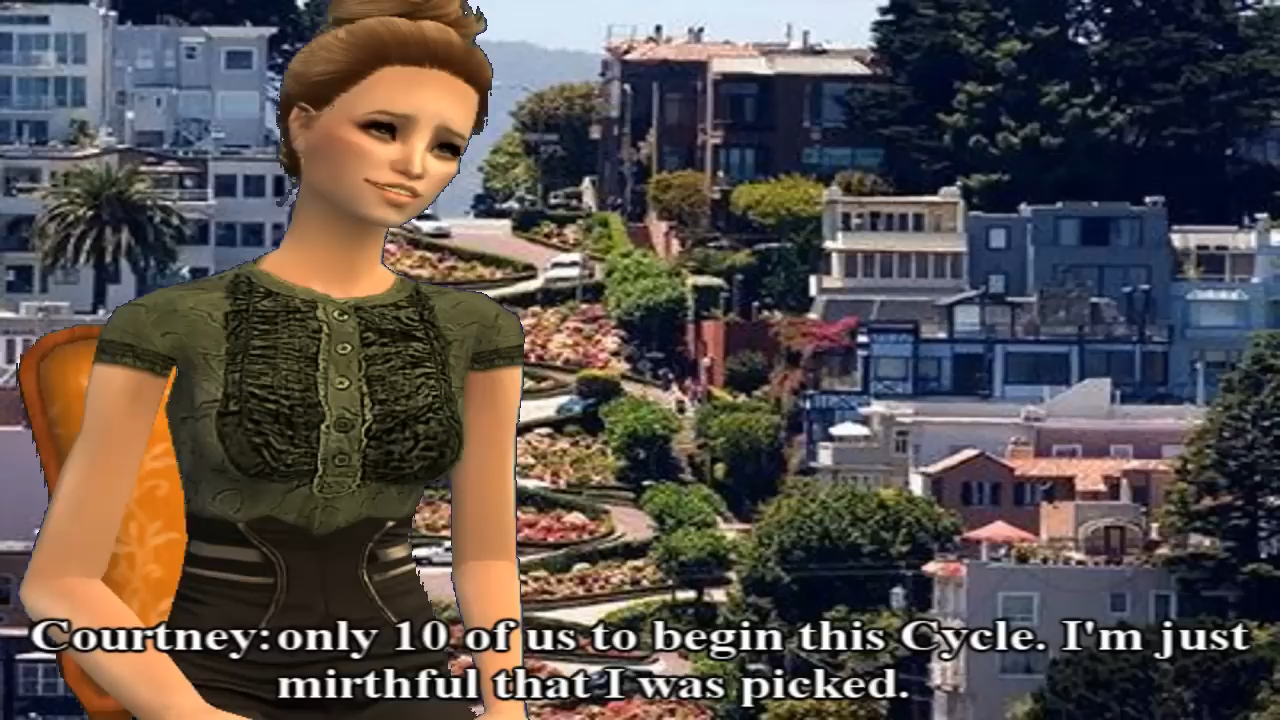 Courtney:only 10 of us to begin this Cycle. I'm just
mirthful that I was picked.